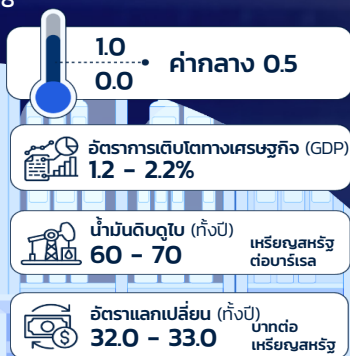 8
1.0
0.0
ค่ากลาง 0.5
อัตราการเติบโตทางเศรษฐกิจ (GDP)
1.2 - 2.2%
น้ำมันดิบดูไบ (ทั้งปี)
60 - 70
เหรียญสหรัฐ
ต่อบาร์เรล
อัตราแลกเปลี่ยน (ทั้งปี)
32.0 - 33.0
บาทต่อ
เหรียญสหรัฐ